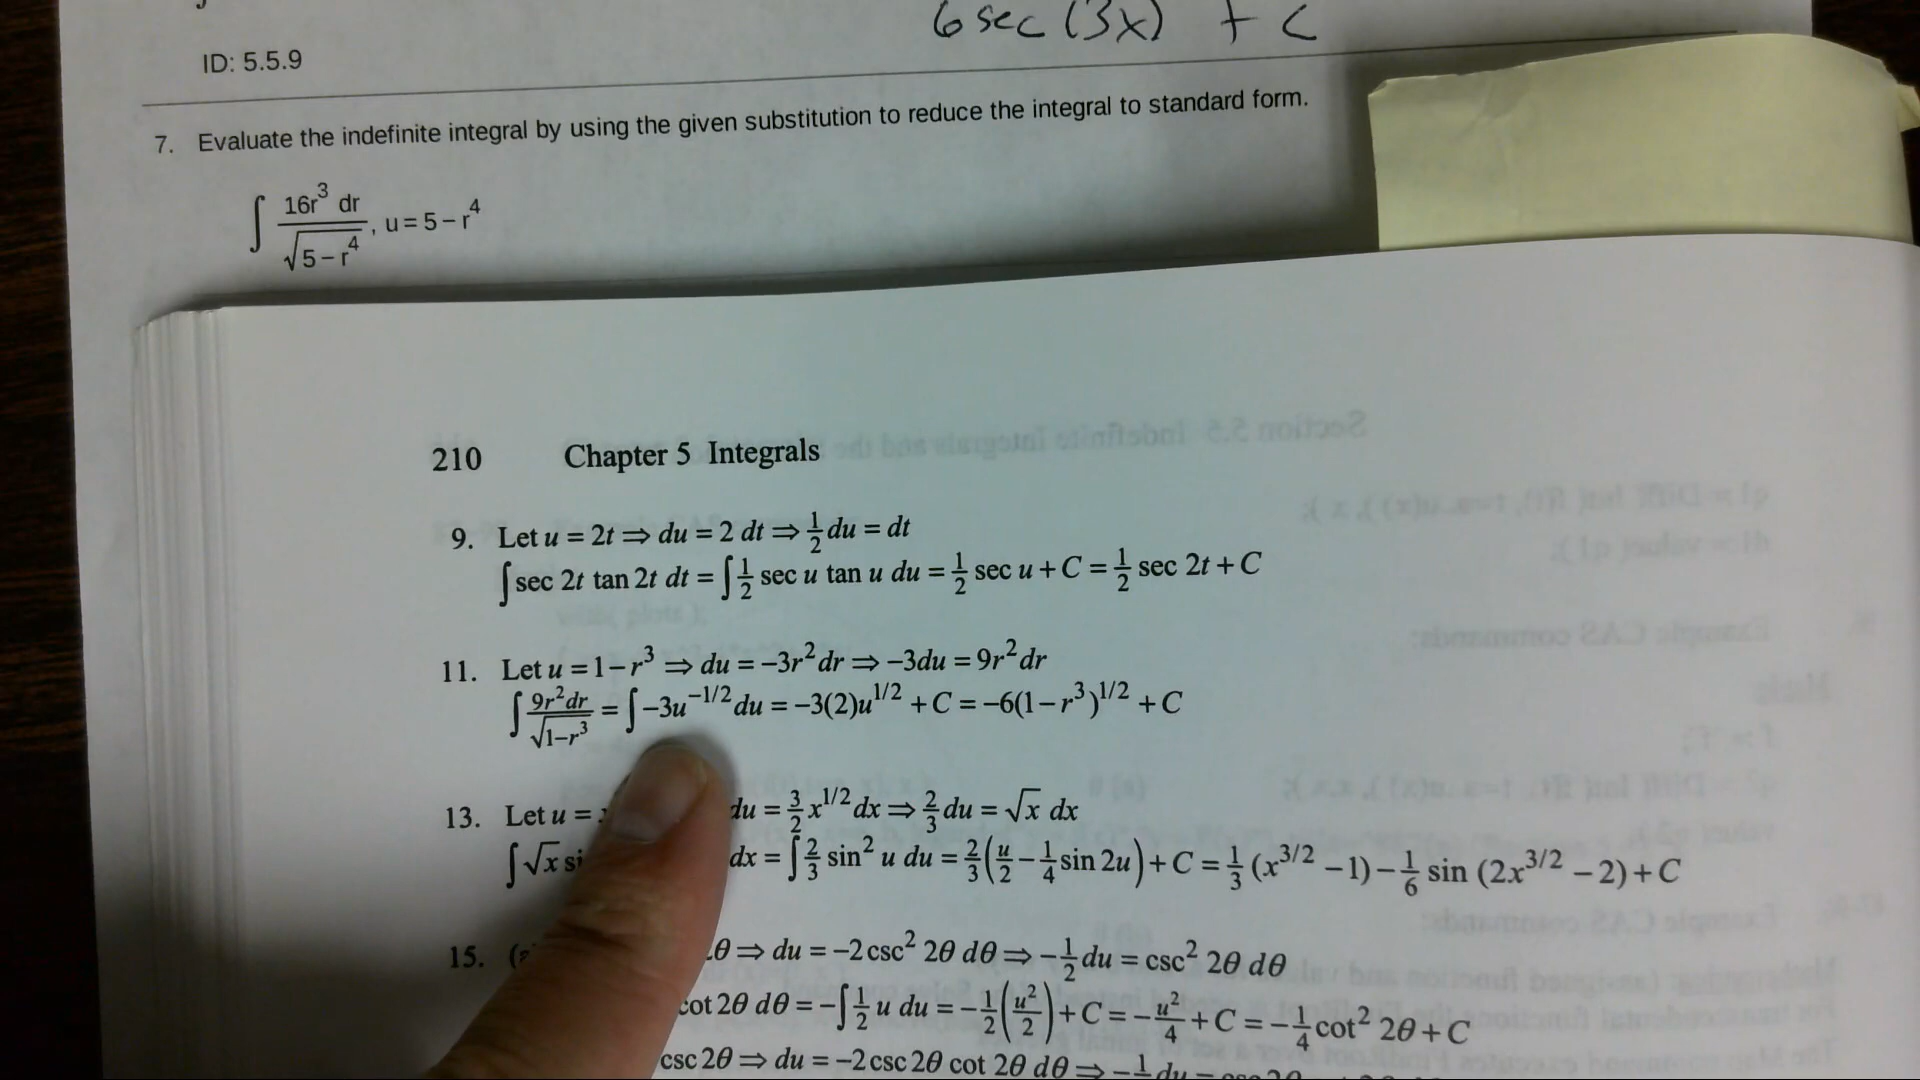 6 sec (3x) + C
ID: 5.5.9
7. Evaluate the indefinite integral by using the given substitution to reduce the integral to standard form.
∫ 16r³ dr / √(5 − r⁴) , u = 5 − r⁴
210 Chapter 5 Integrals
9. Let u = 2t ⇒ du = 2 dt ⇒ ½ du = dt
∫ sec 2t tan 2t dt = ∫ ½ sec u tan u du = ½ sec u + C = ½ sec 2t + C
11. Let u = 1 − r³ ⇒ du = −3r² dr ⇒ −3du = 9r² dr
∫ 9r² dr / √(1−r³) = ∫ −3u^(−1/2) du = −3(2)u^(1/2) + C = −6(1 − r³)^(1/2) + C
13. Let u = du = 3/2 x^(1/2) dx ⇒ 2/3 du = √x dx
∫ √x dx = ∫ 2/3 sin² u du = 2/3 (u/2 − 1/4 sin 2u) + C = 1/3 (x^(3/2) − 1) − 1/6 sin (2x^(3/2) − 2) + C
15. θ ⇒ du = −2 csc² 2θ dθ ⇒ −½ du = csc² 2θ dθ
cot 2θ dθ = −∫ ½ u du = −½ (u²/2) + C = −u²/4 + C = −¼ cot² 2θ + C
csc 2θ ⇒ du = −2 csc 2θ cot 2θ dθ ⇒ −